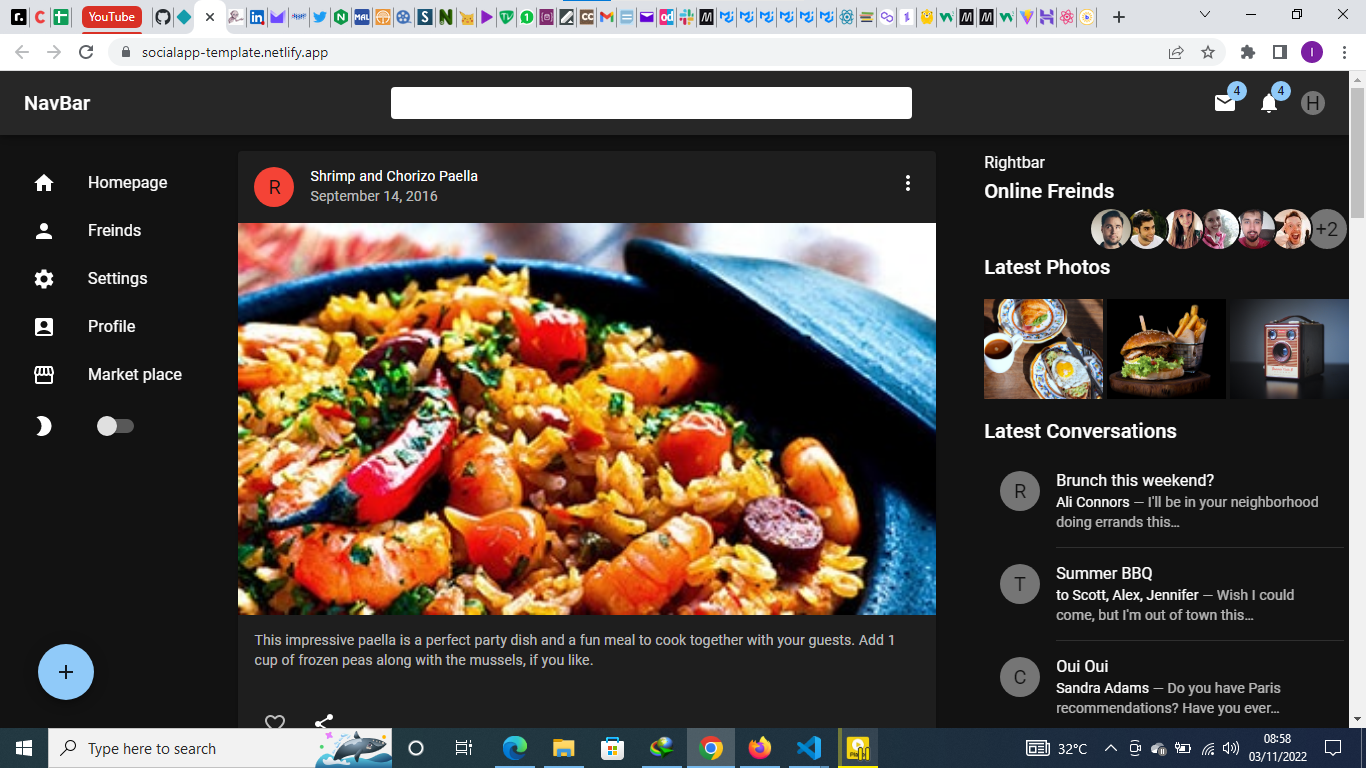 YouTube
socialapp-template.netlify.app
I
NavBar
4
4
H
Homepage
Freinds
Settings
Profile
Market place
R
Shrimp and Chorizo Paella
September 14, 2016
This impressive paella is a perfect party dish and a fun meal to cook together with your guests. Add 1
cup of frozen peas along with the mussels, if you like.
Rightbar
Online Freinds
+2
Latest Photos
Latest Conversations
R
Brunch this weekend?
Ali Connors — I'll be in your neighborhood
doing errands this…
T
Summer BBQ
to Scott, Alex, Jennifer — Wish I could
come, but I'm out of town this…
C
Oui Oui
Sandra Adams — Do you have Paris
recommendations? Have you ever…
Type here to search
32°C
08:58
03/11/2022